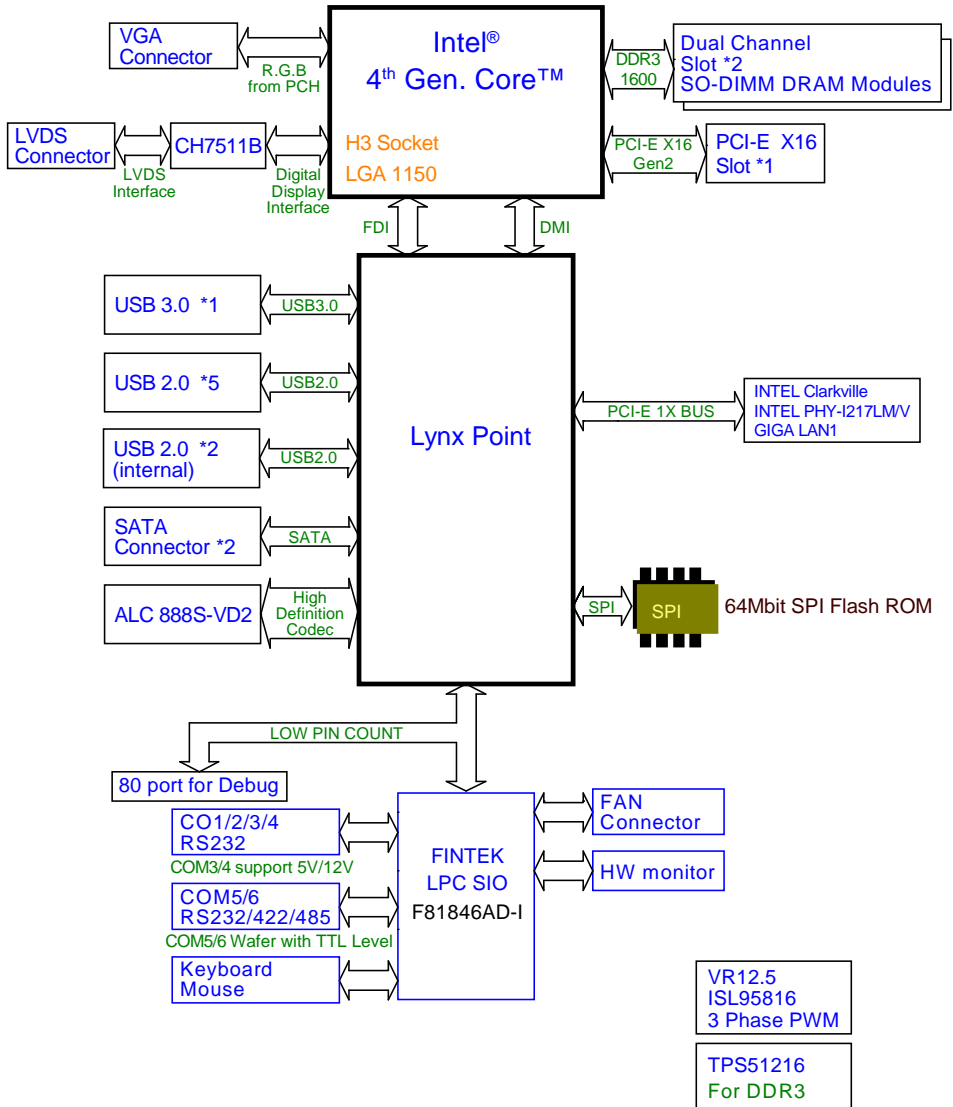 VGA
Connector
R.G.B
from PCH
Intel®
4th Gen. Core™
H3 Socket
LGA 1150
DDR3
1600
Dual Channel
Slot *2
SO-DIMM DRAM Modules
LVDS
Connector
LVDS
Interface
CH7511B
Digital
Display
Interface
PCI-E X16
Gen2
PCI-E X16
Slot *1
FDI
DMI
Lynx Point
USB 3.0 *1
USB3.0
USB 2.0 *5
USB2.0
USB 2.0 *2
(internal)
USB2.0
SATA
Connector *2
SATA
ALC 888S-VD2
High
Definition
Codec
PCI-E 1X BUS
INTEL Clarkville
INTEL PHY-I217LM/V
GIGA LAN1
SPI
SPI
64Mbit SPI Flash ROM
LOW PIN COUNT
80 port for Debug
CO1/2/3/4
RS232
COM3/4 support 5V/12V
COM5/6
RS232/422/485
COM5/6 Wafer with TTL Level
Keyboard
Mouse
FINTEK
LPC SIO
F81846AD-I
FAN
Connector
HW monitor
VR12.5
ISL95816
3 Phase PWM
TPS51216
For DDR3